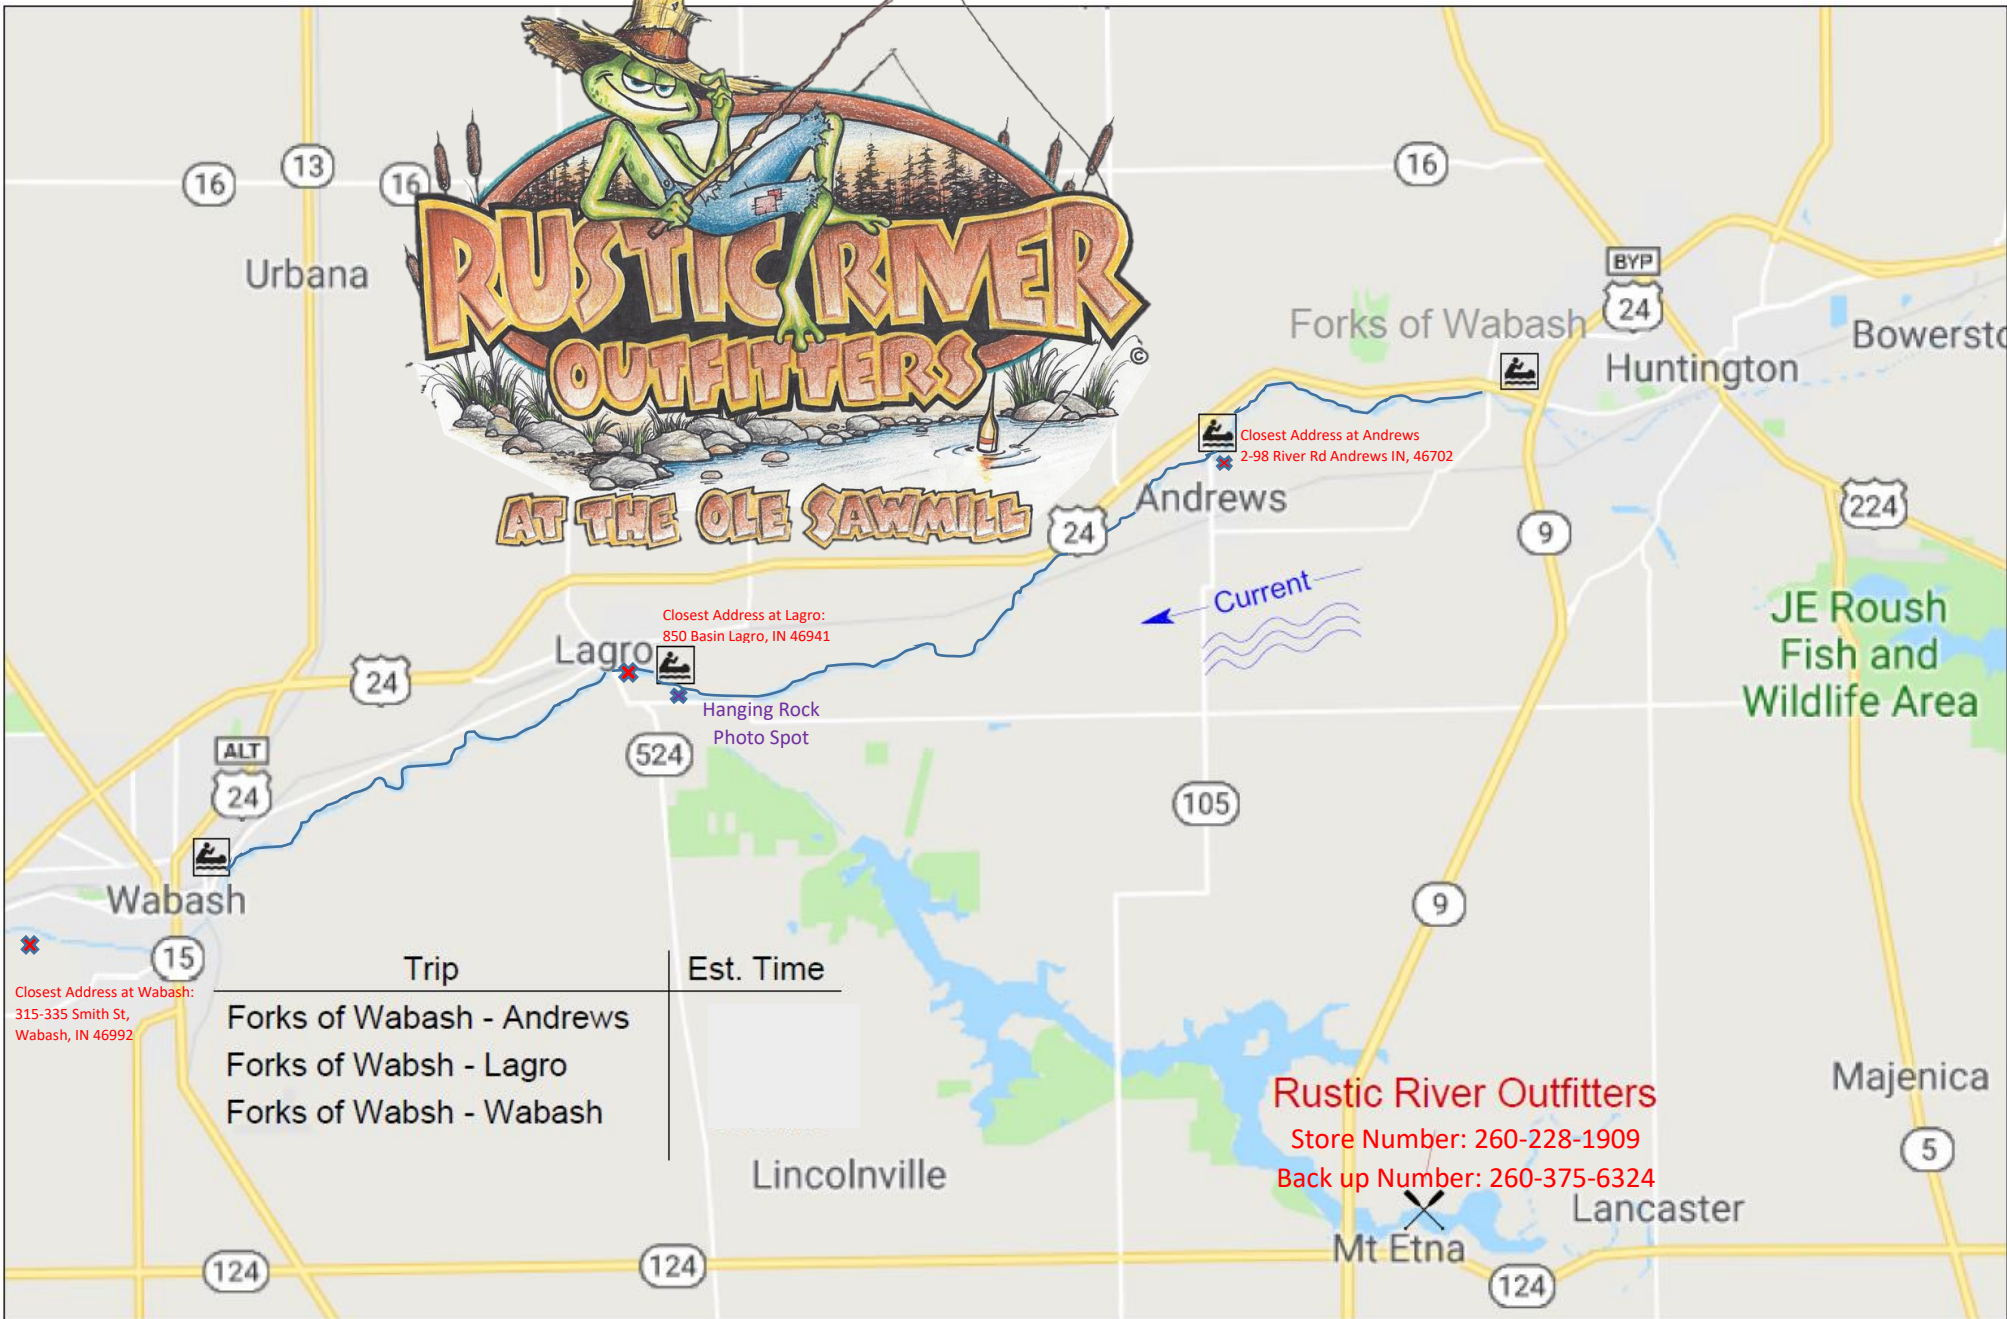 16
13
16
16
Urbana
RUSTIC RIVER
OUTFITTERS
©
AT THE OLE SAWMILL
BYP
24
Forks of Wabash
Huntington
Bowersto
Closest Address at Andrews
2-98 River Rd Andrews IN, 46702
Andrews
24
9
224
Current
JE Roush
Fish and
Wildlife Area
Closest Address at Lagro:
850 Basin Lagro, IN 46941
Lagro
24
Hanging Rock
Photo Spot
524
ALT
24
105
9
Wabash
15
Closest Address at Wabash:
315-335 Smith St,
Wabash, IN 46992
Trip Est. Time
Forks of Wabash - Andrews
Forks of Wabsh - Lagro
Forks of Wabsh - Wabash
Lincolnville
Rustic River Outfitters
Store Number: 260-228-1909
Back up Number: 260-375-6324
Majenica
5
Lancaster
Mt Etna
124
124
124